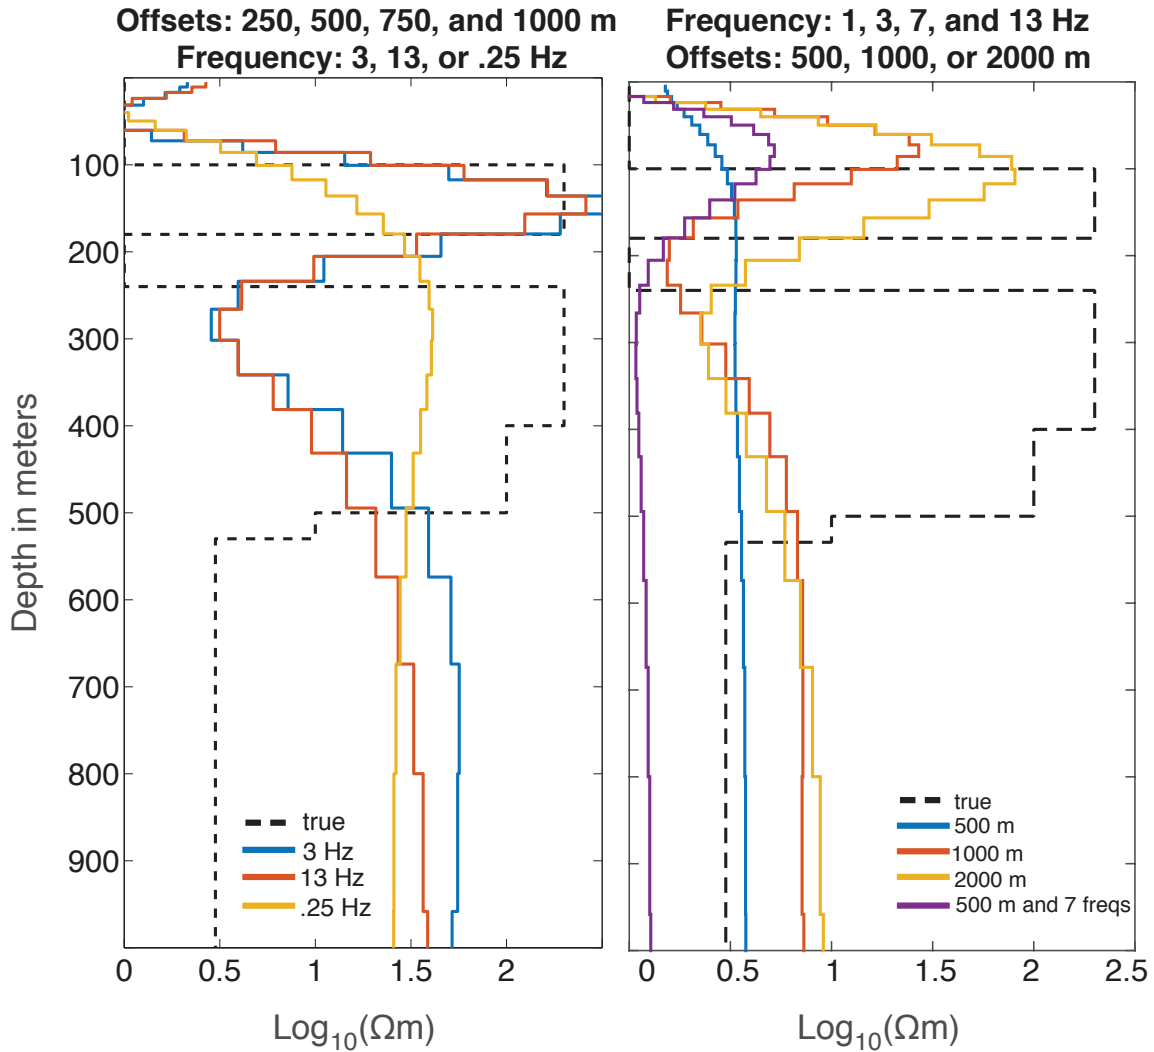 Offsets: 250, 500, 750, and 1000 m
Frequency: 3, 13, or .25 Hz
Frequency: 1, 3, 7, and 13 Hz
Offsets: 500, 1000, or 2000 m
Depth in meters
100
200
300
400
500
600
700
800
900
true
3 Hz
13 Hz
.25 Hz
0
0.5
1
1.5
2
Log10(Ωm)
true
500 m
1000 m
2000 m
500 m and 7 freqs
0
0.5
1
1.5
2
2.5
Log10(Ωm)